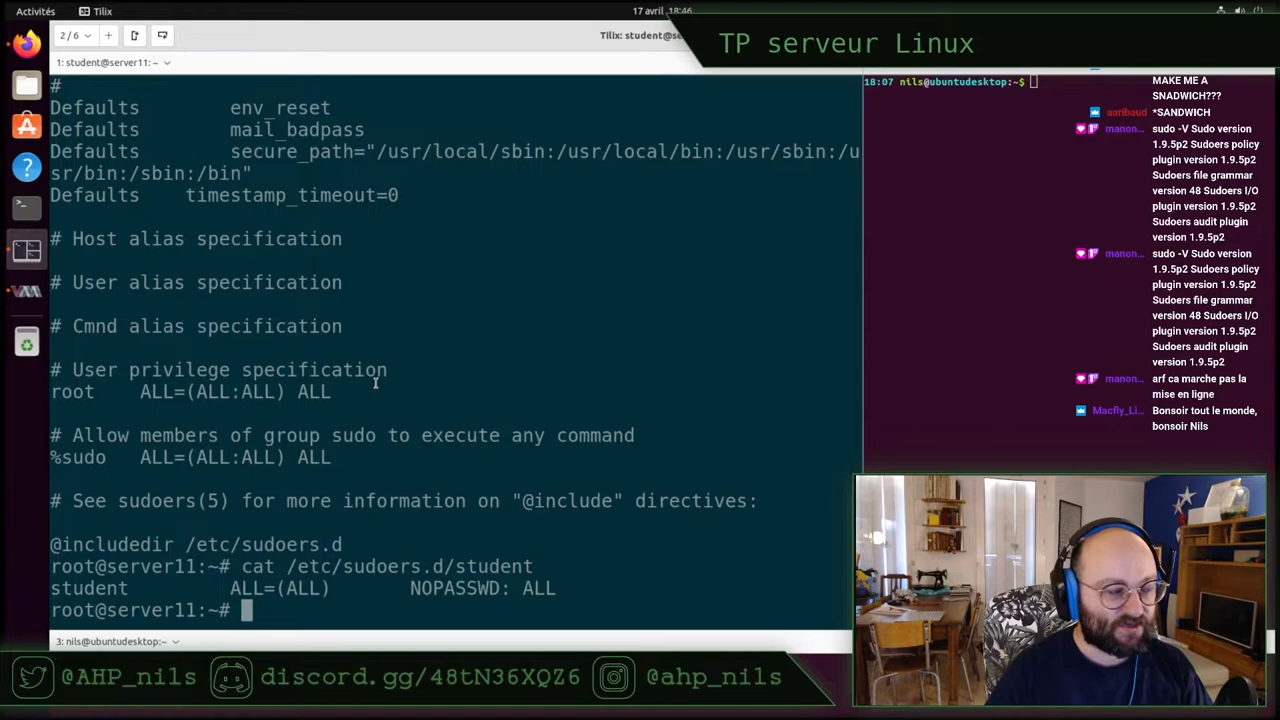 Activités
Tilix
17 avril 18:46
TP serveur Linux
2/6
Tilix: student@se
1: student@server11: ~
#
Defaults env_reset
Defaults mail_badpass
Defaults secure_path="/usr/local/sbin:/usr/local/bin:/usr/sbin:/u
sr/bin:/sbin:/bin"
Defaults timestamp_timeout=0
# Host alias specification
# User alias specification
# Cmnd alias specification
# User privilege specification
root ALL=(ALL:ALL) ALL
# Allow members of group sudo to execute any command
%sudo ALL=(ALL:ALL) ALL
# See sudoers(5) for more information on "@include" directives:
@includedir /etc/sudoers.d
root@server11:~# cat /etc/sudoers.d/student
student ALL=(ALL) NOPASSWD: ALL
root@server11:~#
3: nils@ubuntudesktop:~
18:07 nils@ubuntudesktop:~$
MAKE ME A
SNADWICH???
aaribaud *SANDWICH
manon... sudo -V Sudo version
1.9.5p2 Sudoers policy
plugin version 1.9.5p2
Sudoers file grammar
version 48 Sudoers I/O
plugin version 1.9.5p2
Sudoers audit plugin
version 1.9.5p2
manon... sudo -V Sudo version
1.9.5p2 Sudoers policy
plugin version 1.9.5p2
Sudoers file grammar
version 48 Sudoers I/O
plugin version 1.9.5p2
Sudoers audit plugin
version 1.9.5p2
manon... arf ca marche pas la
mise en ligne
Macfly_Li... Bonsoir tout le monde,
bonsoir Nils
@AHP_nils
discord.gg/48tN36XQZ6
@ahp_nils